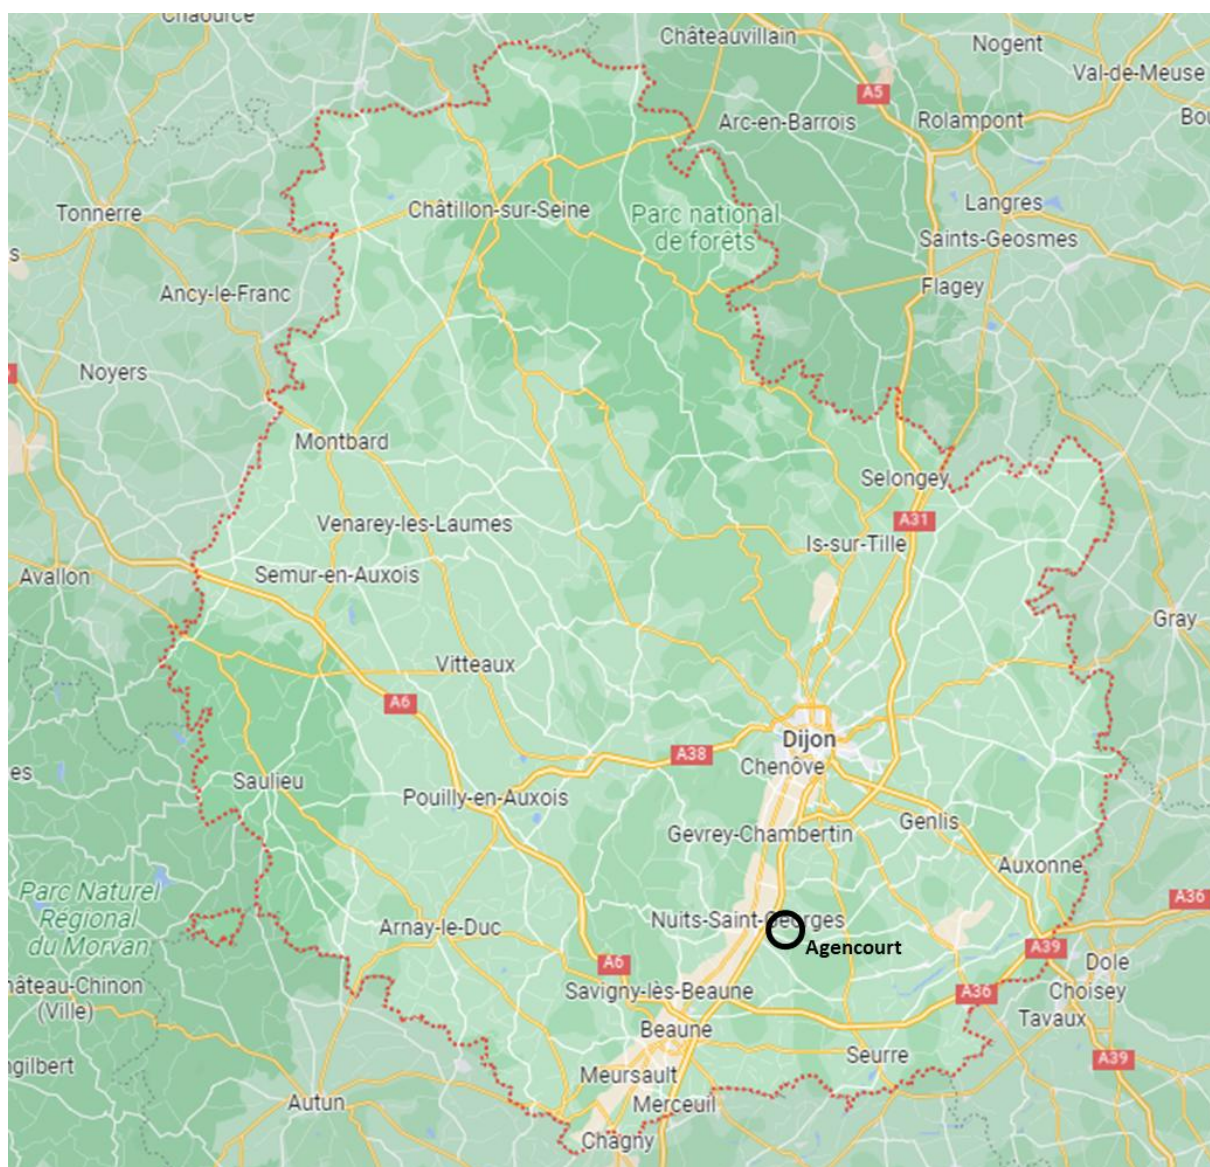 Chaource
Châteauvillain
Nogent
Val-de-Meuse
A5
Arc-en-Barrois
Rolampont
Tonnerre
Châtillon-sur-Seine
Parc national
de forêts
Langres
Saints-Geosmes
Ancy-le-Franc
Flagey
Noyers
Montbard
Selongey
Venarey-les-Laumes
A31
Is-sur-Tille
Avallon
Semur-en-Auxois
Gray
Vitteaux
A6
Dijon
A38
Chenôve
Saulieu
Pouilly-en-Auxois
Gevrey-Chambertin
Genlis
Auxonne
Parc Naturel
Régional
du Morvan
A36
Nuits-Saint-Georges
Arnay-le-Duc
Agencourt
A39
A6
Dole
hâteau-Chinon
(Ville)
Savigny-lès-Beaune
A36
Choisey
Tavaux
Beaune
Seurre
A39
ngilbert
Meursault
Autun
Merceuil
Chagny